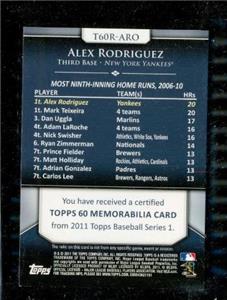 T60R-ARO
ALEX RODRIGUEZ
THIRD BASE · NEW YORK YANKEES®
MOST NINTH-INNING HOME RUNS, 2006-10
PLAYER TEAM(S) HRs
1t. Alex Rodriguez Yankees 20
1t. Mark Teixeira 4 teams 20
3. Dan Uggla Marlins 17
4t. Adam LaRoche 4 teams 16
4t. Nick Swisher Athletics, White Sox, Yankees 16
6. Ryan Zimmerman Nationals 14
7t. Prince Fielder Brewers 13
7t. Matt Holliday Rockies, Athletics, Cardinals 13
7t. Adrian Gonzalez Padres 13
7t. Carlos Lee Brewers, Rangers, Astros 13
You have received a certified
TOPPS 60 MEMORABILIA CARD
from 2011 Topps Baseball Series 1.
Topps